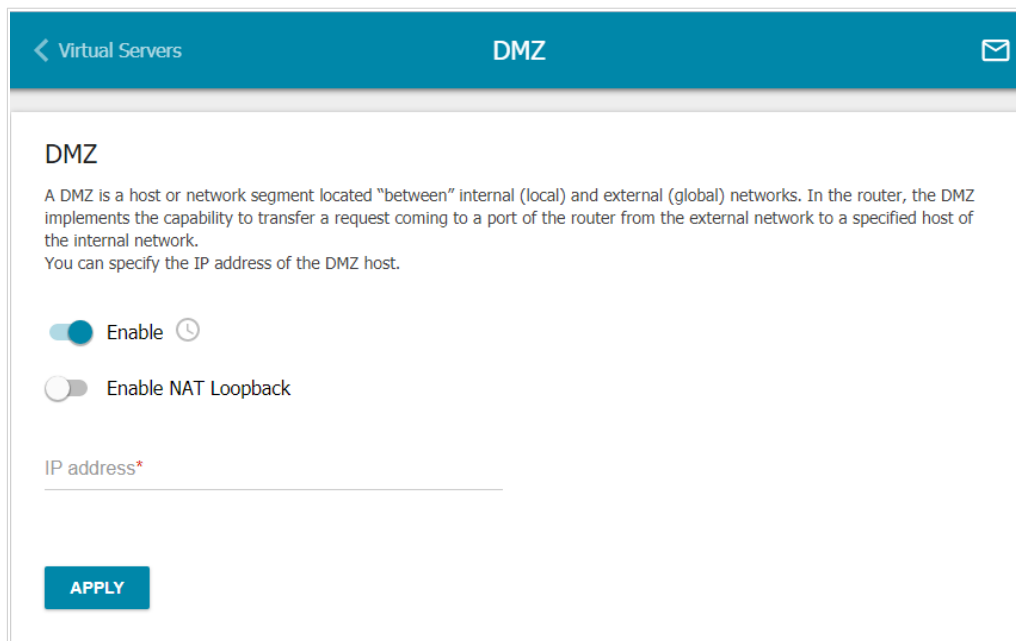 Virtual Servers
DMZ
DMZ
A DMZ is a host or network segment located “between” internal (local) and external (global) networks. In the router, the DMZ
implements the capability to transfer a request coming to a port of the router from the external network to a specified host of
the internal network.
You can specify the IP address of the DMZ host.
Enable
Enable NAT Loopback
IP address*
APPLY